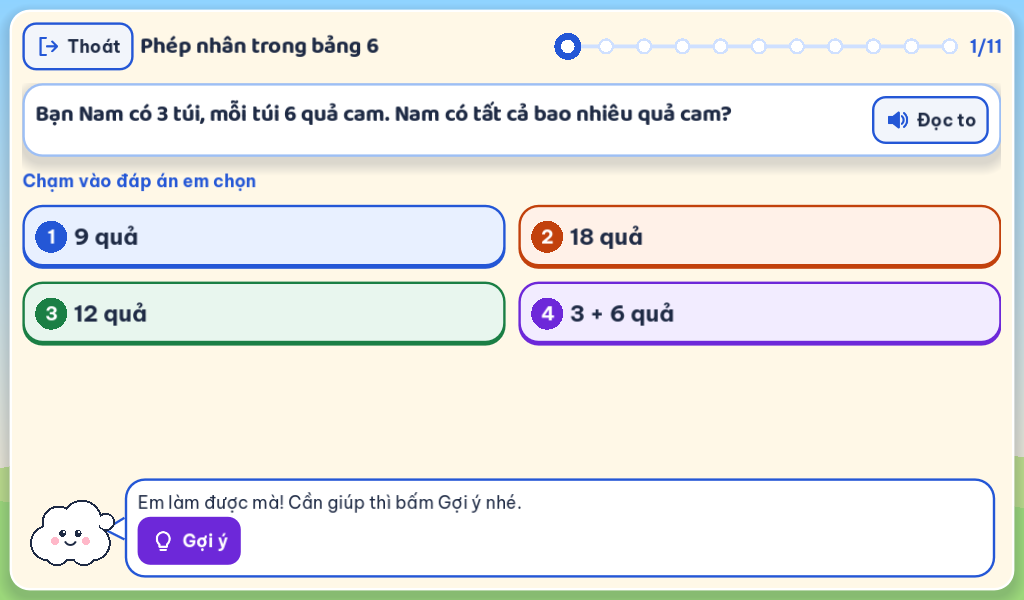 Thoát
Phép nhân trong bảng 6
1/11
Bạn Nam có 3 túi, mỗi túi 6 quả cam. Nam có tất cả bao nhiêu quả cam?
Đọc to
Chạm vào đáp án em chọn
1 9 quả
2 18 quả
3 12 quả
4 3 + 6 quả
Em làm được mà! Cần giúp thì bấm Gợi ý nhé.
Gợi ý